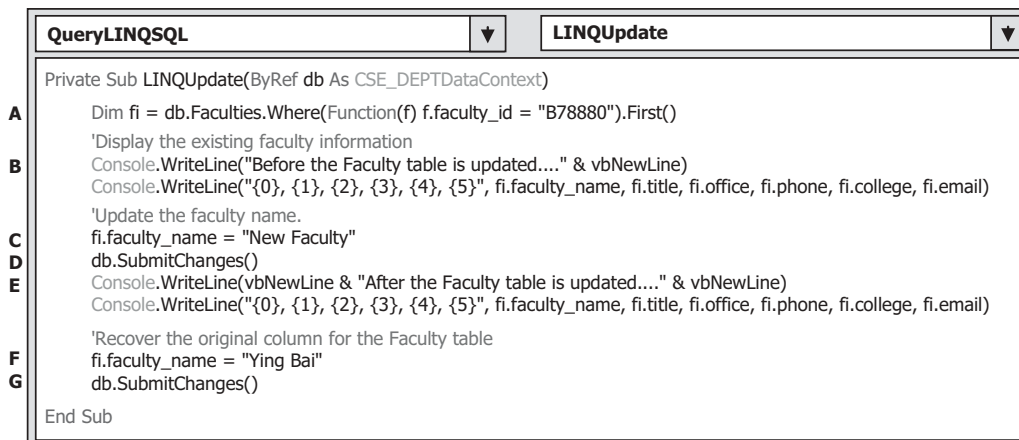 QueryLINQSQL LINQUpdate
Private Sub LINQUpdate(ByRef db As CSE_DEPTDataContext)
A Dim fi = db.Faculties.Where(Function(f) f.faculty_id = "B78880").First()
'Display the existing faculty information
B Console.WriteLine("Before the Faculty table is updated...." & vbNewLine)
Console.WriteLine("{0}, {1}, {2}, {3}, {4}, {5}", fi.faculty_name, fi.title, fi.office, fi.phone, fi.college, fi.email)
'Update the faculty name.
C fi.faculty_name = "New Faculty"
D db.SubmitChanges()
E Console.WriteLine(vbNewLine & "After the Faculty table is updated...." & vbNewLine)
Console.WriteLine("{0}, {1}, {2}, {3}, {4}, {5}", fi.faculty_name, fi.title, fi.office, fi.phone, fi.college, fi.email)
'Recover the original column for the Faculty table
F fi.faculty_name = "Ying Bai"
G db.SubmitChanges()
End Sub